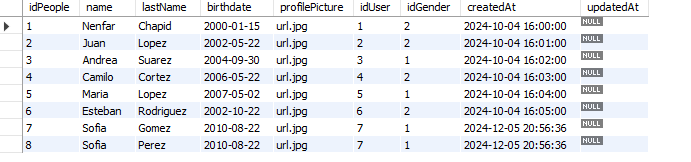 idPeople name lastName birthdate profilePicture idUser idGender createdAt updatedAt
1 Nenfar Chapid 2000-01-15 url.jpg 1 2 2024-10-04 16:00:00 NULL
2 Juan Lopez 2002-05-22 url.jpg 2 2 2024-10-04 16:01:00 NULL
3 Andrea Suarez 2004-09-30 url.jpg 3 1 2024-10-04 16:02:00 NULL
4 Camilo Cortez 2006-05-22 url.jpg 4 2 2024-10-04 16:03:00 NULL
5 Maria Lopez 2007-05-02 url.jpg 5 1 2024-10-04 16:04:00 NULL
6 Esteban Rodriguez 2002-10-22 url.jpg 6 2 2024-10-04 16:05:00 NULL
7 Sofia Gomez 2010-08-22 url.jpg 7 1 2024-12-05 20:56:36 NULL
8 Sofia Perez 2010-08-22 url.jpg 7 1 2024-12-05 20:56:36 NULL